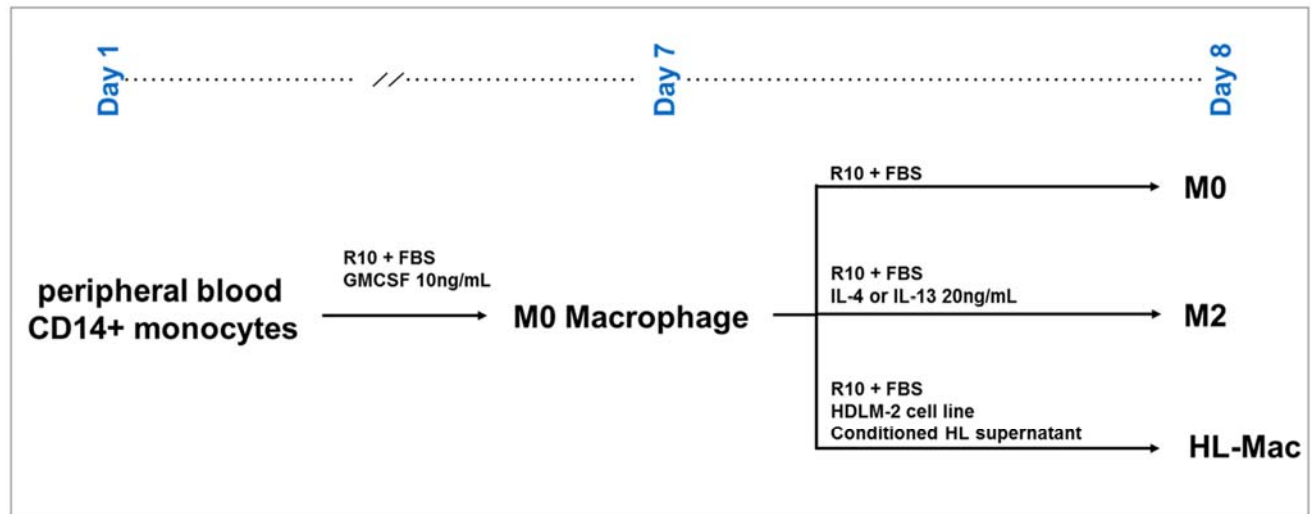 Day 1
Day 7
Day 8
R10 + FBS
M0
R10 + FBS
GMCSF 10ng/mL
peripheral blood
CD14+ monocytes
M0 Macrophage
R10 + FBS
IL-4 or IL-13 20ng/mL
M2
R10 + FBS
HDLM-2 cell line
Conditioned HL supernatant
HL-Mac